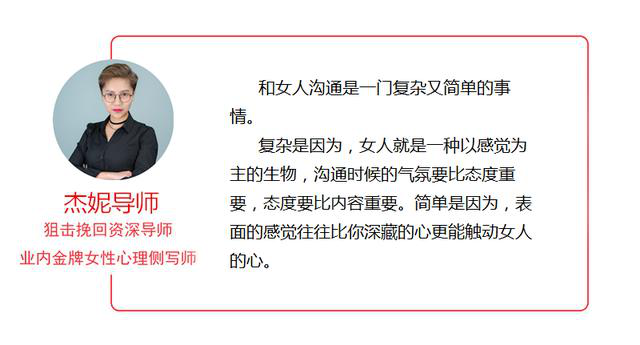 杰妮导师
狙击挽回资深导师
业内金牌女性心理侧写师
和女人沟通是一门复杂又简单的事
情。
复杂是因为，女人就是一种以感觉为
主的生物，沟通时候的气氛要比态度重
要，态度要比内容重要。简单是因为，表
面的感觉往往比你深藏的心更能触动女人
的心。